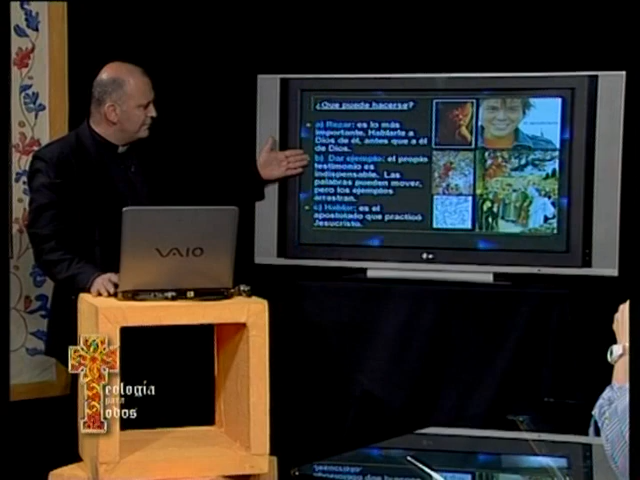 ¿Que puede hacerse?
a) Rezar: es lo más
importante. Hablarle a
Dios de él, antes que a él
de Dios.
b) Dar ejemplo: el propio
testimonio es
indispensable. Las
palabras pueden mover,
pero los ejemplos
arrastran.
c) Hablar: es el
apostolado que practicó
Jesucristo.
LG
VAIO
Teología
para
Todos